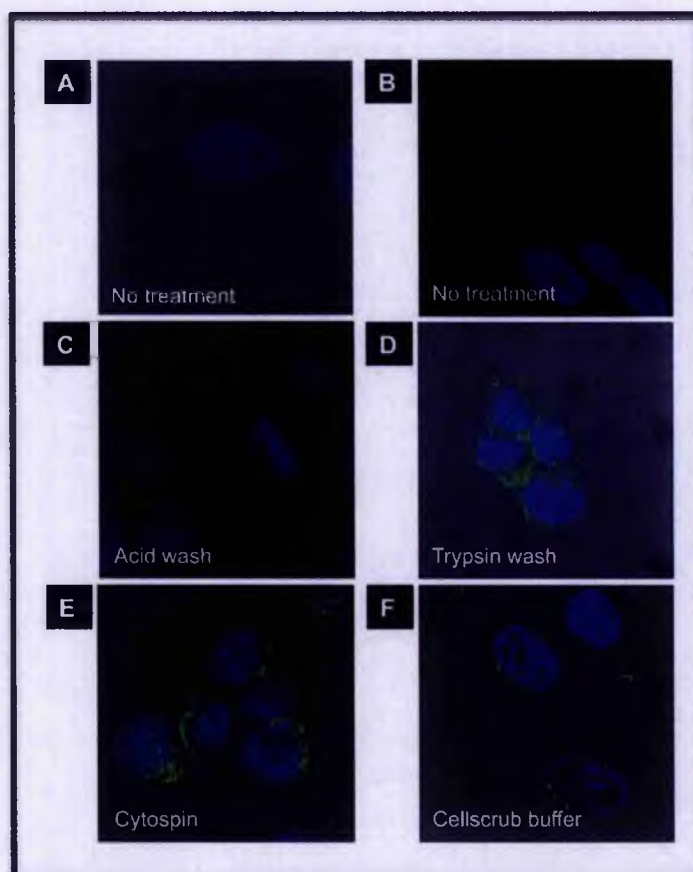 A
B
No treatment
No treatment
C
D
Acid wash
Trypsin wash
E
F
Cytospin
Cellscrub buffer